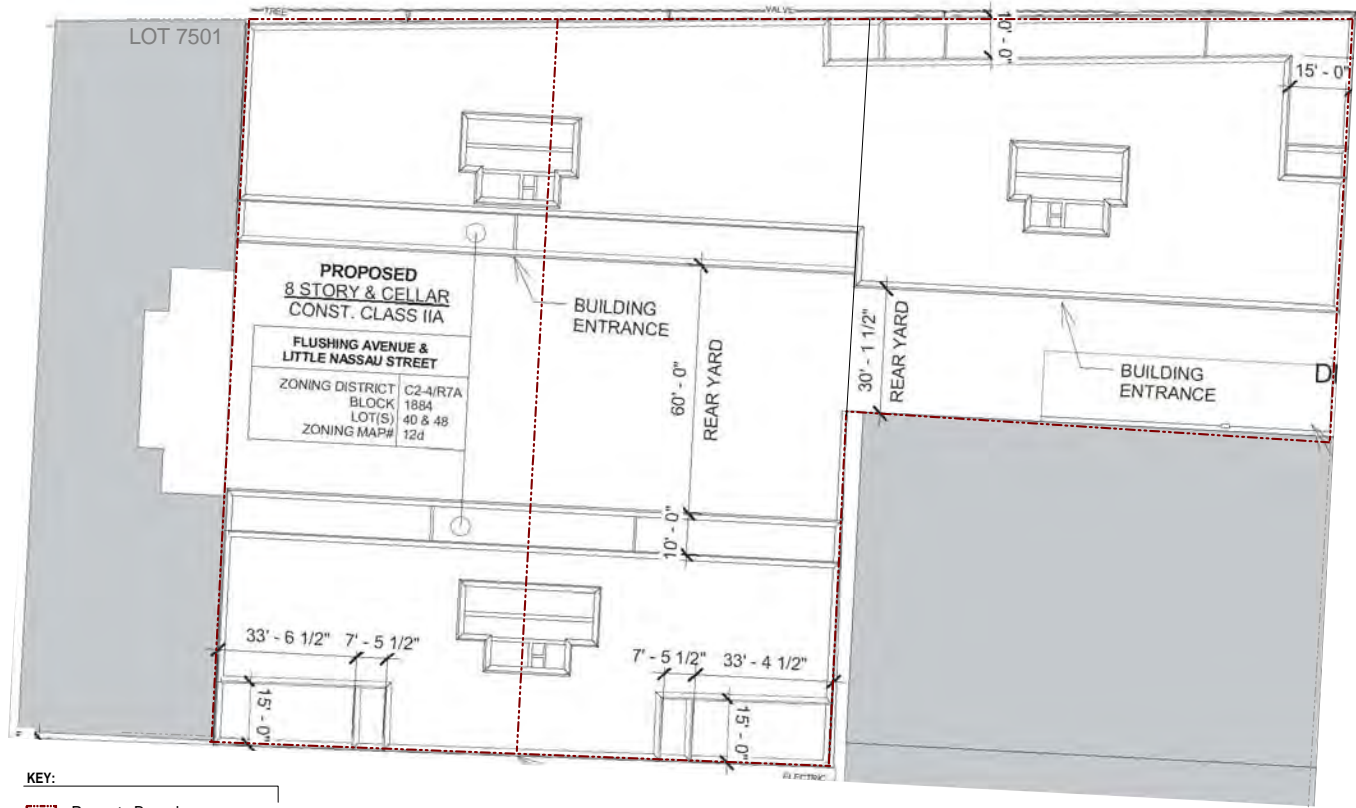 TREE
VALVE
LOT 7501
10' - 0"
15' - 0"
PROPOSED
8 STORY & CELLAR
CONST. CLASS IIA
FLUSHING AVENUE &
LITTLE NASSAU STREET
ZONING DISTRICT C2-4/R7A
BLOCK 1884
LOT(S) 40 & 48
ZONING MAP# 12d
BUILDING
ENTRANCE
60' - 0"
REAR YARD
30' - 1 1/2"
REAR YARD
BUILDING
ENTRANCE
D
10' - 0"
33' - 6 1/2" 7' - 5 1/2"
7' - 5 1/2" 33' - 4 1/2"
15' - 0"
15' - 0"
ELECTRIC
KEY: